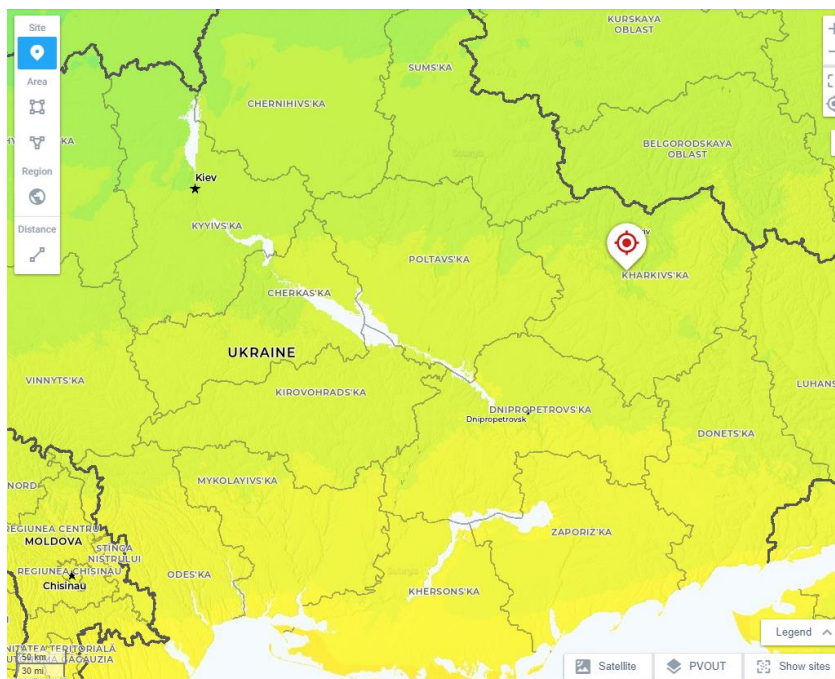 Site
KURSKAYA
OBLAST
Area
SUMS'KA
CHERNIHIVS'KA
KA
BELGORODSKAYA
OBLAST
Region
Kiev
Distance
KYYIVS'KA
POLTAVS'KA
KHARKIVS'KA
CHERKAS'KA
UKRAINE
VINNYTS'KA
LUHANS
KIROVOHRADS'KA
DNIPROPETROVS'KA
Dnipropetrovsk
DONETS'KA
MYKOLAYIVS'KA
NORD
REGIUNEA CENTRU
MOLDOVA
ZAPORIZ'KA
STINGA
NISTRULUI
REGIUNEA CHISINAU
ODES'KA
Chisinau
KHERSONS'KA
Legend
50 km
30 mi
Satellite
PVOUT
Show sites